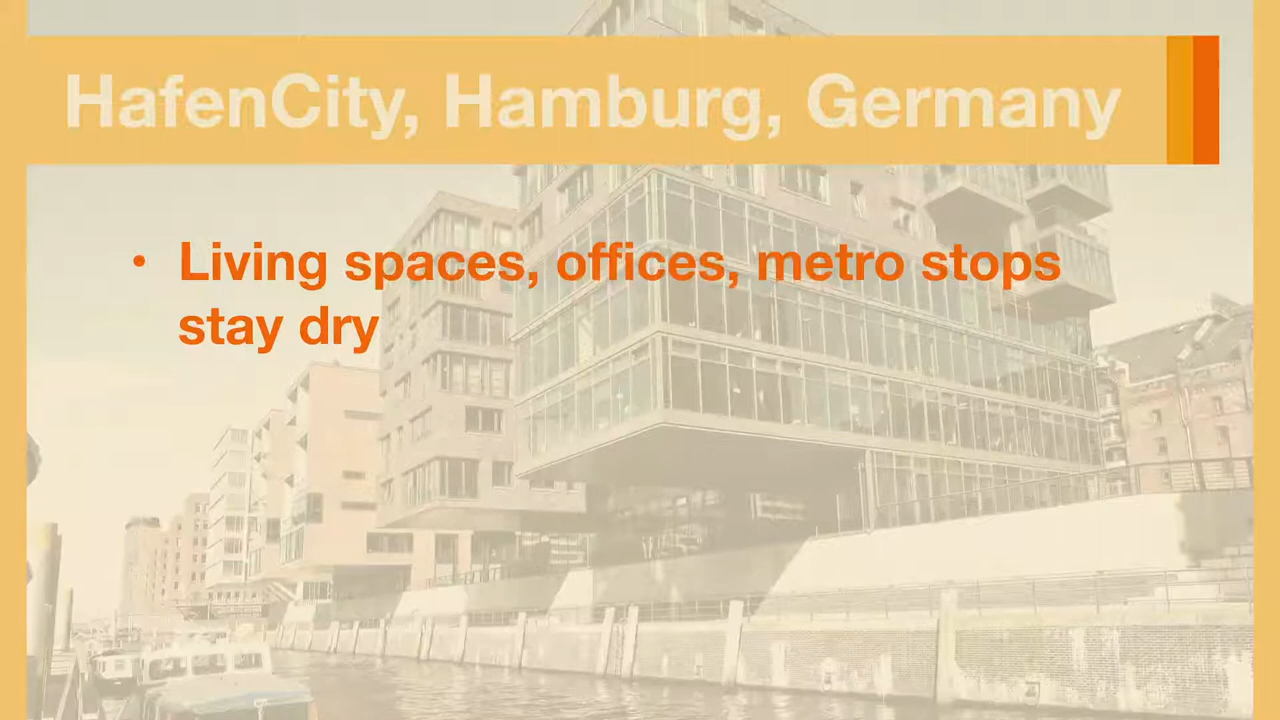 HafenCity, Hamburg, Germany
• Living spaces, offices, metro stops
stay dry